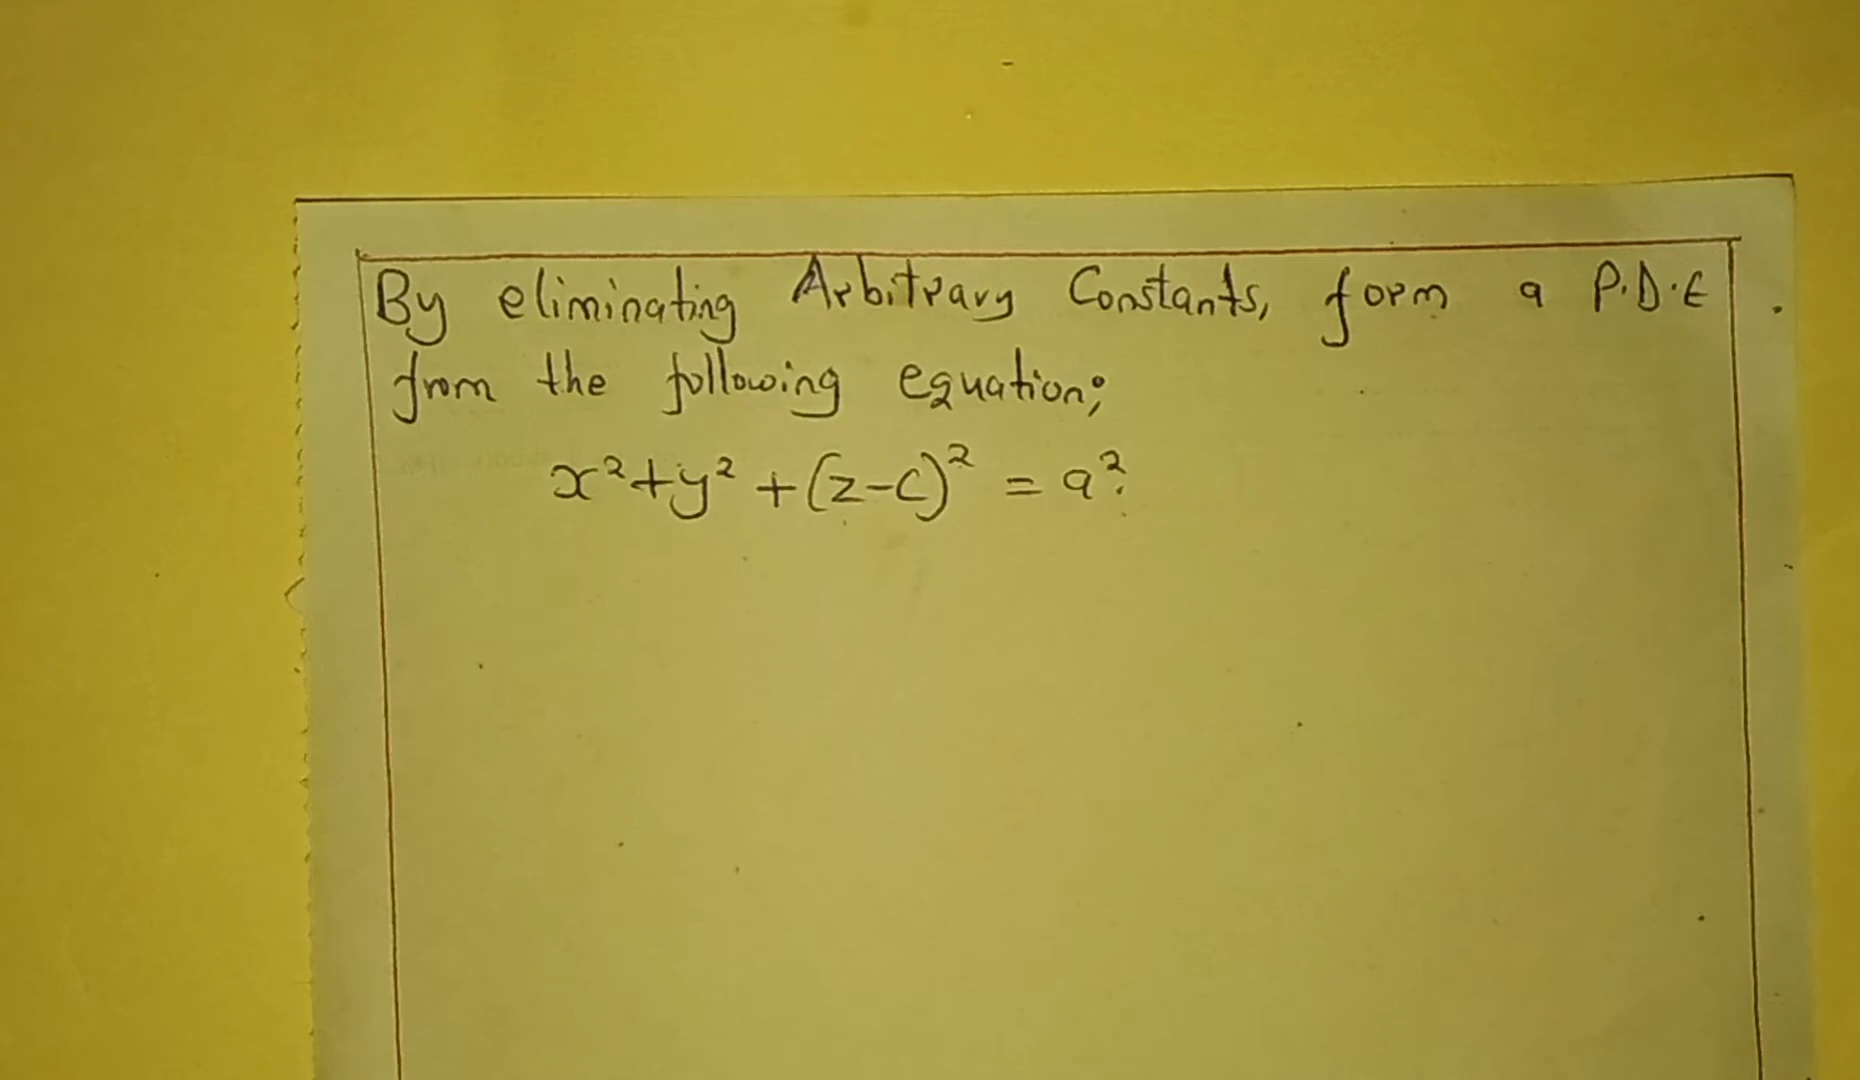 By eliminating Arbitrary Constants, form a P.D.E
from the following equation;
x²+y² +(z-c)² = a²?